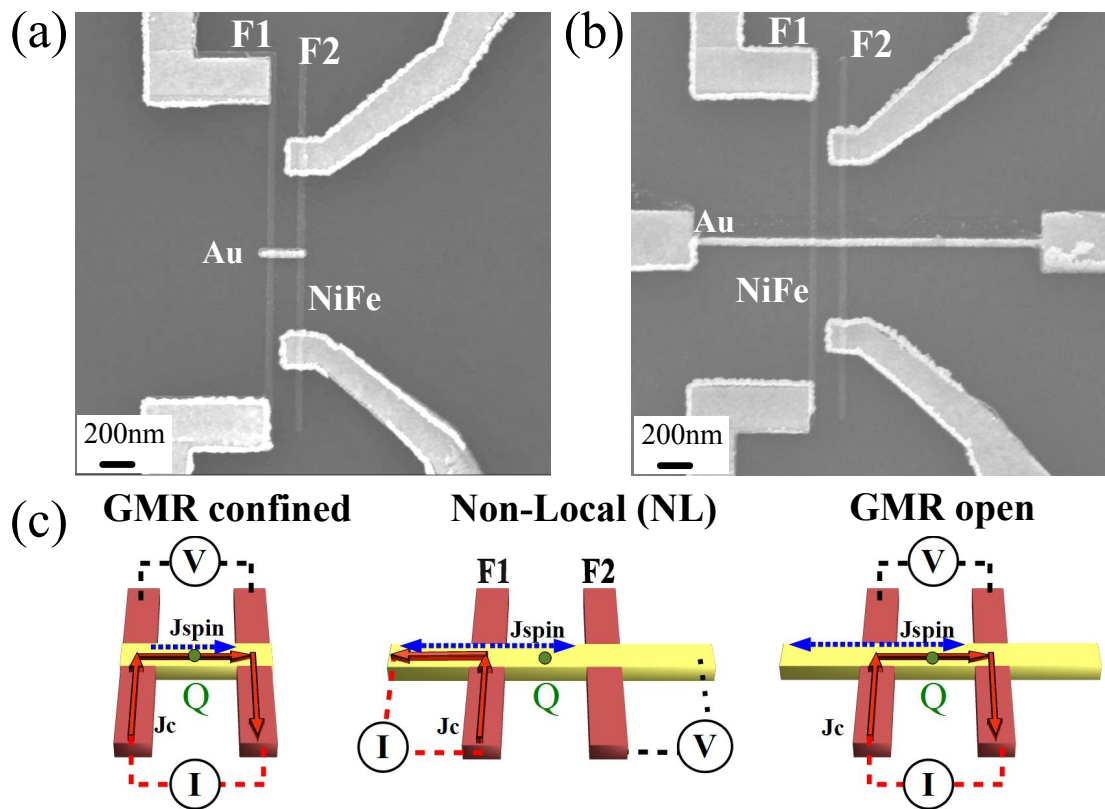 (a)
F1
F2
Au
NiFe
200nm
(b)
F1
F2
Au
NiFe
200nm
(c)
GMR confined
Non-Local (NL)
GMR open
V
Jspin
Q
Jc
I
F1
F2
Jspin
Q
Jc
I
V
V
Jspin
Q
Jc
I